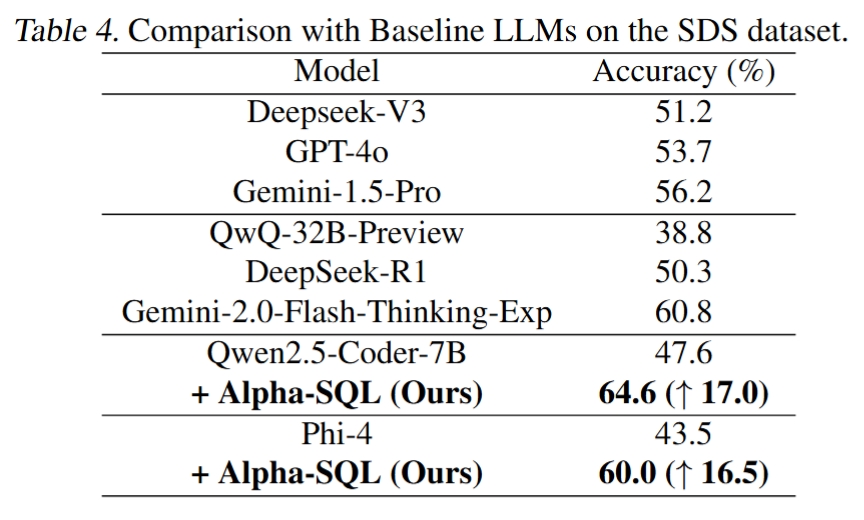 Table 4. Comparison with Baseline LLMs on the SDS dataset.
Model Accuracy (%)
Deepseek-V3 51.2
GPT-4o 53.7
Gemini-1.5-Pro 56.2
QwQ-32B-Preview 38.8
DeepSeek-R1 50.3
Gemini-2.0-Flash-Thinking-Exp 60.8
Qwen2.5-Coder-7B 47.6
+ Alpha-SQL (Ours) 64.6 (↑ 17.0)
Phi-4 43.5
+ Alpha-SQL (Ours) 60.0 (↑ 16.5)